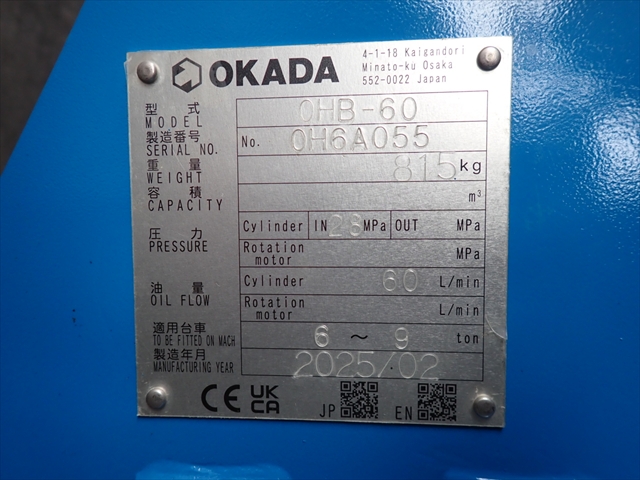 OKADA
4-1-18 Kaigandori
Minato-ku Osaka
552-0022 Japan
型式 OHB-60
MODEL
製造番号 No. OH6A055
SERIAL NO.
重量 815 kg
WEIGHT
容積 m³
CAPACITY
圧力 Cylinder IN 28 MPa OUT MPa
PRESSURE Rotation motor MPa
油量 Cylinder 60 L/min
OIL FLOW Rotation motor L/min
適用台車 6～9 ton
TO BE FITTED ON MACH
製造年月 2025/02
MANUFACTURING YEAR
CE UK CA JP EN